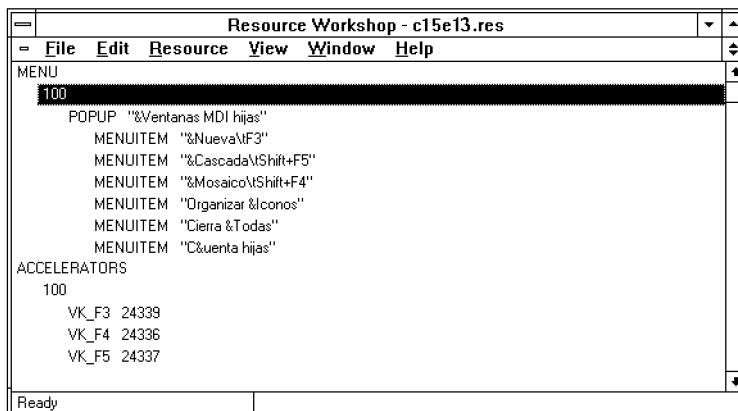 Resource Workshop - c15e13.res
File Edit Resource View Window Help
MENU
100
POPUP "&Ventanas MDI hijas"
MENUITEM "&Nueva\tF3"
MENUITEM "&Cascada\tShift+F5"
MENUITEM "&Mosaico\tShift+F4"
MENUITEM "Organizar &Iconos"
MENUITEM "Cierra &Todas"
MENUITEM "C&uenta hijas"
ACCELERATORS
100
VK_F3 24339
VK_F4 24336
VK_F5 24337
Ready